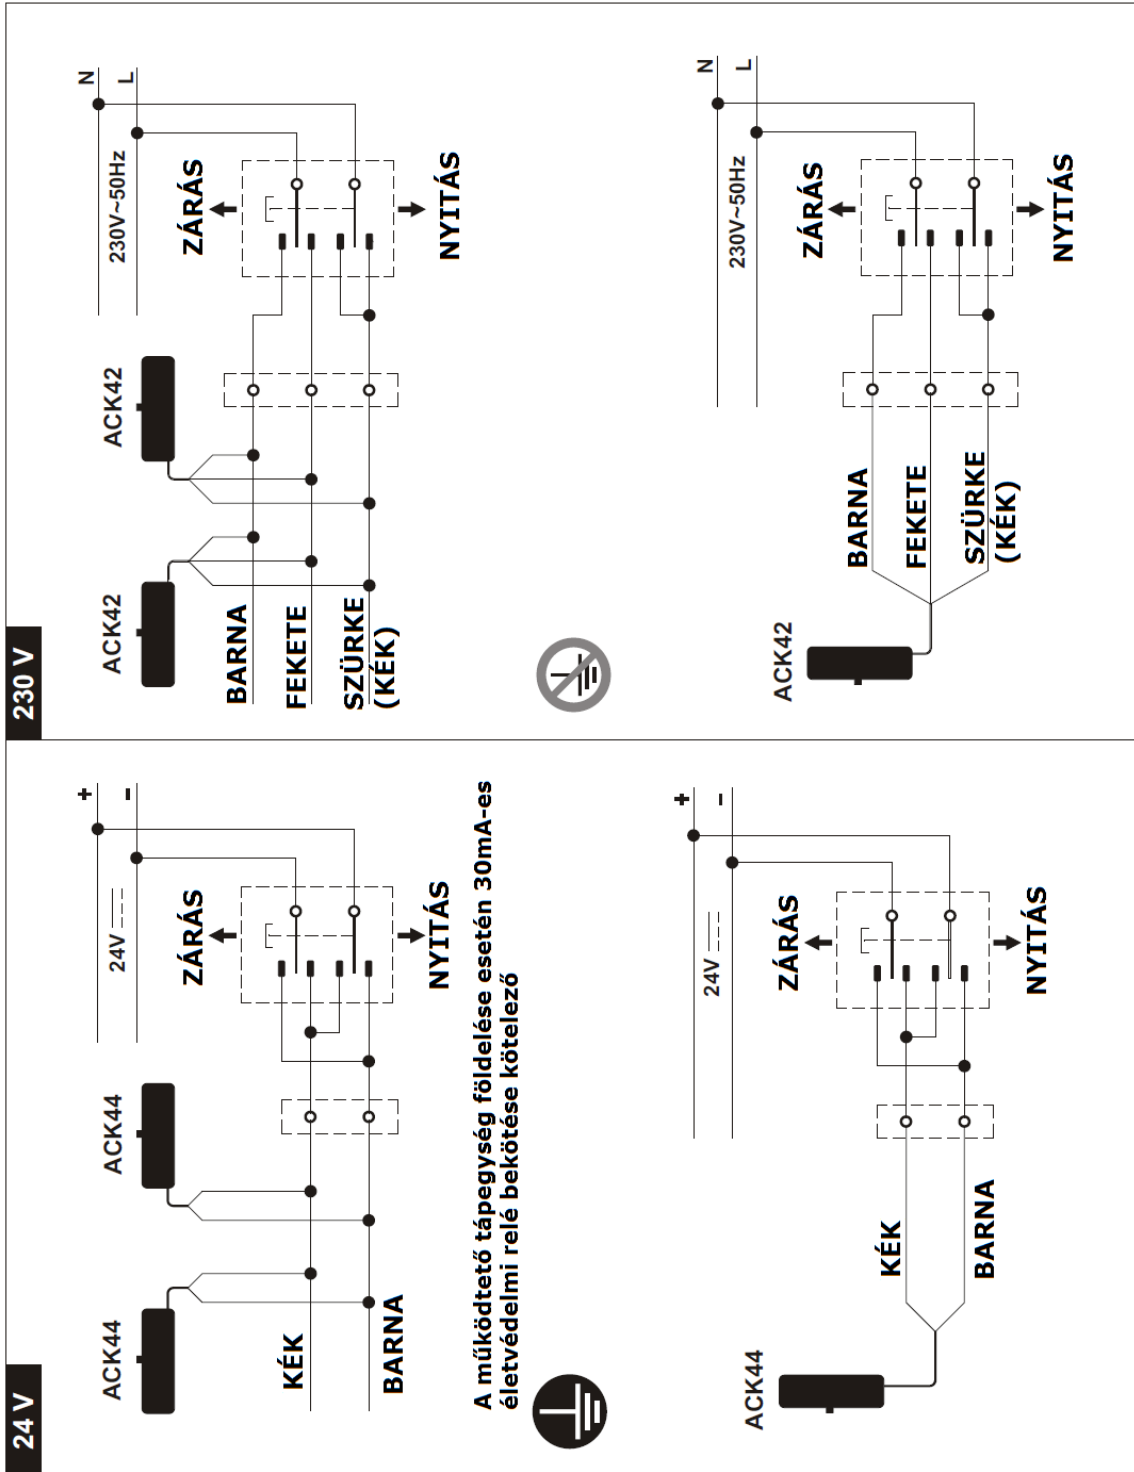 230 V
N
L
230V~50Hz
ZÁRÁS
NYITÁS
ACK42
ACK42
BARNA
FEKETE
SZÜRKE
(KÉK)
N
L
230V~50Hz
ZÁRÁS
NYITÁS
BARNA
FEKETE
SZÜRKE
(KÉK)
ACK42
24 V
+
-
24V
ZÁRÁS
NYITÁS
ACK44
ACK44
KÉK
BARNA
A működtető tápegység földelése esetén 30mA-es
életvédelmi relé bekötése kötelező
+
-
24V
ZÁRÁS
NYITÁS
KÉK
BARNA
ACK44